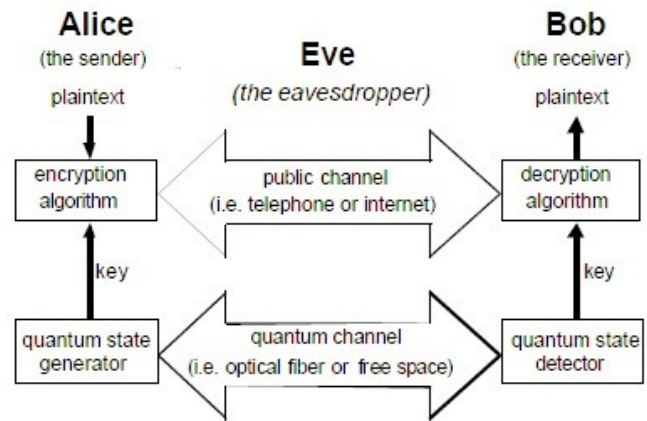 Alice
(the sender)
plaintext
encryption
algorithm
key
quantum state
generator
Eve
(the eavesdropper)
public channel
(i.e. telephone or internet)
quantum channel
(i.e. optical fiber or free space)
Bob
(the receiver)
plaintext
decryption
algorithm
key
quantum state
detector